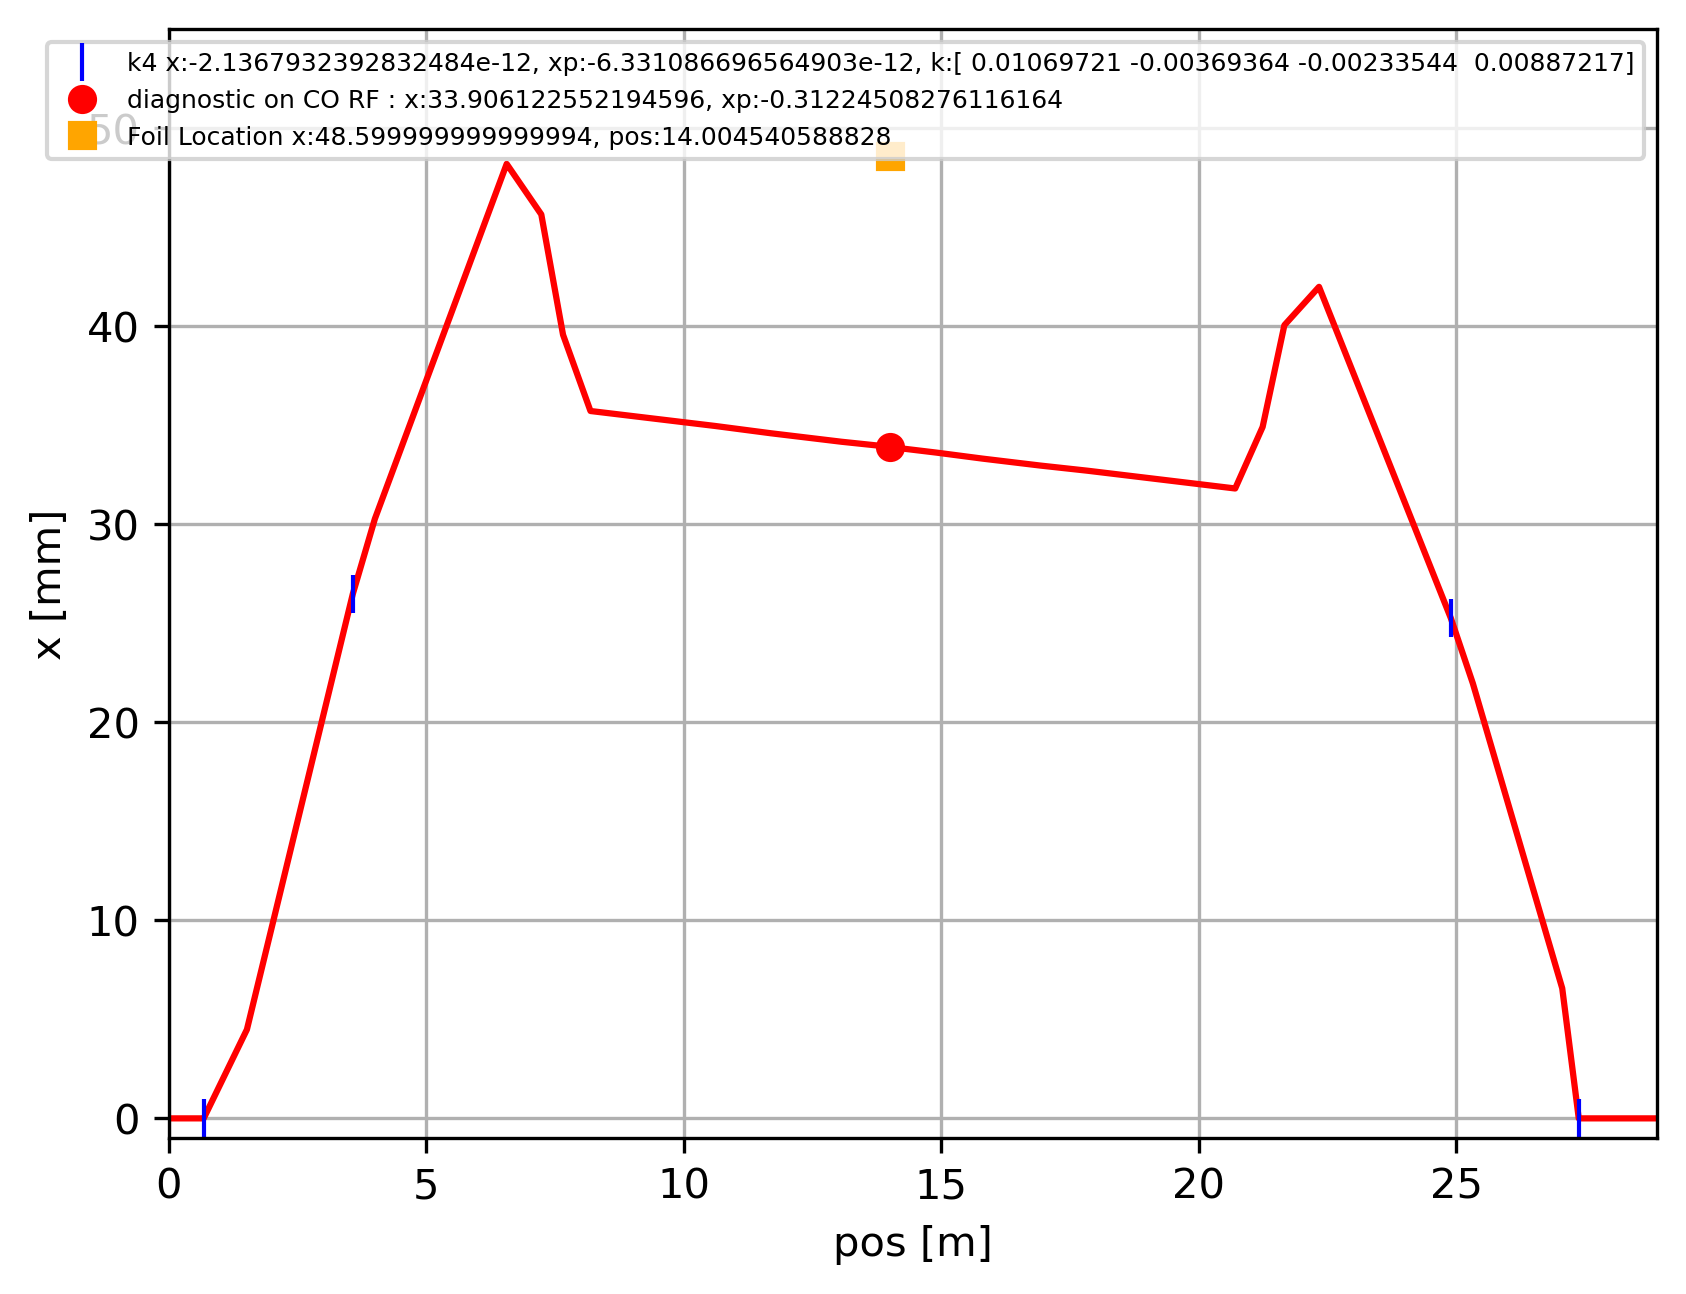 k4 x:-2.1367932392832484e-12, xp:-6.331086696564903e-12, k:[ 0.01069721 -0.00369364 -0.00233544  0.00887217]
diagnostic on CO RF : x:33.906122552194596, xp:-0.31224508276116164
Foil Location x:48.599999999999994, pos:14.004540588828
50
40
30
20
10
0
x [mm]
0 5 10 15 20 25
pos [m]